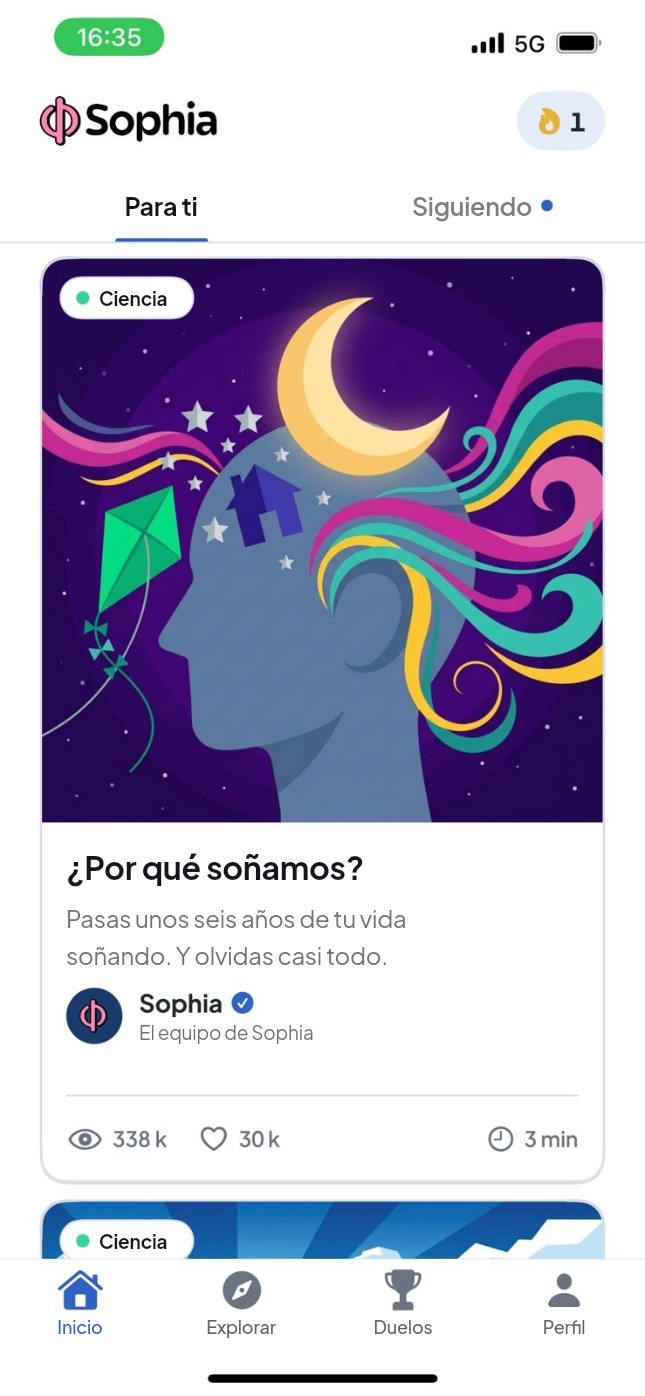 16:35
5G
Sophia
1
Para ti
Siguiendo
Ciencia
¿Por qué soñamos?
Pasas unos seis años de tu vida
soñando. Y olvidas casi todo.
Sophia
El equipo de Sophia
338 k
30 k
3 min
Ciencia
Inicio
Explorar
Duelos
Perfil